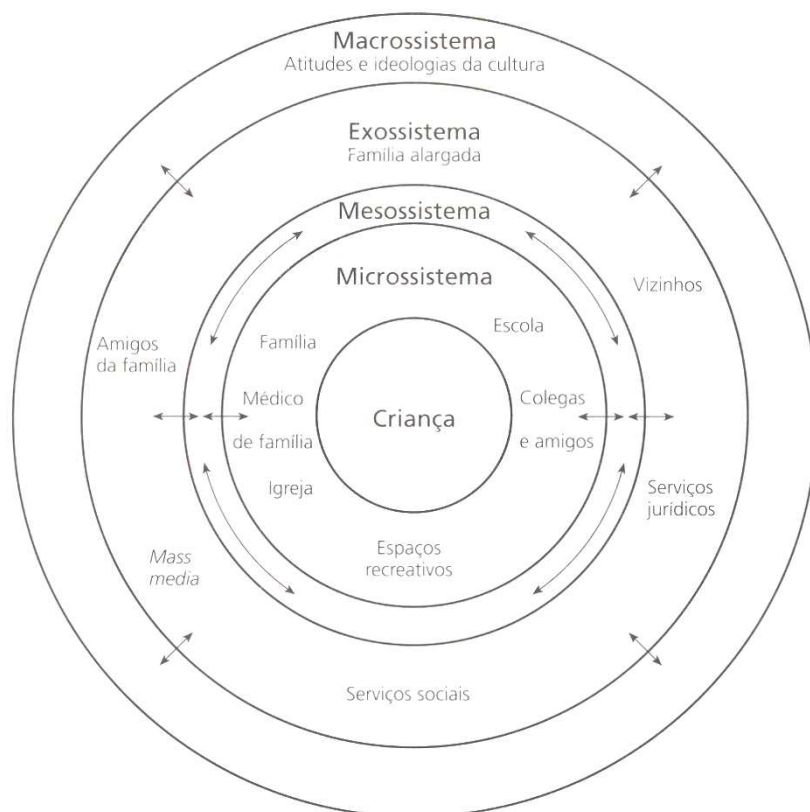 Macrossistema
Atitudes e ideologias da cultura
Exossistema
Família alargada
Mesossistema
Microssistema
Vizinhos
Escola
Família
Amigos
da família
Médico
de família
Criança
Colegas
e amigos
Igreja
Serviços
jurídicos
Espaços
recreativos
Mass
media
Serviços sociais